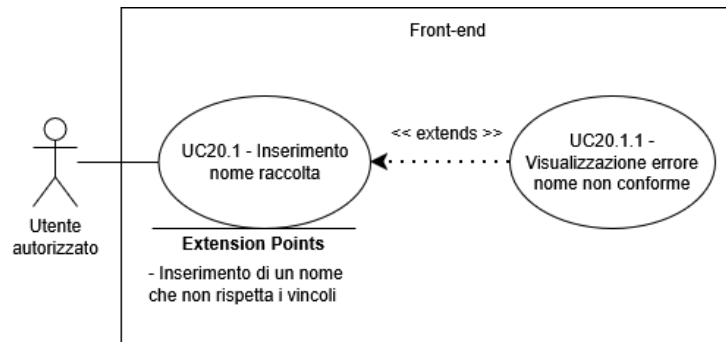 Front-end
Utente
autorizzato
UC20.1 - Inserimento
nome raccolta
Extension Points
- Inserimento di un nome
che non rispetta i vincoli
<< extends >>
UC20.1.1 -
Visualizzazione errore
nome non conforme